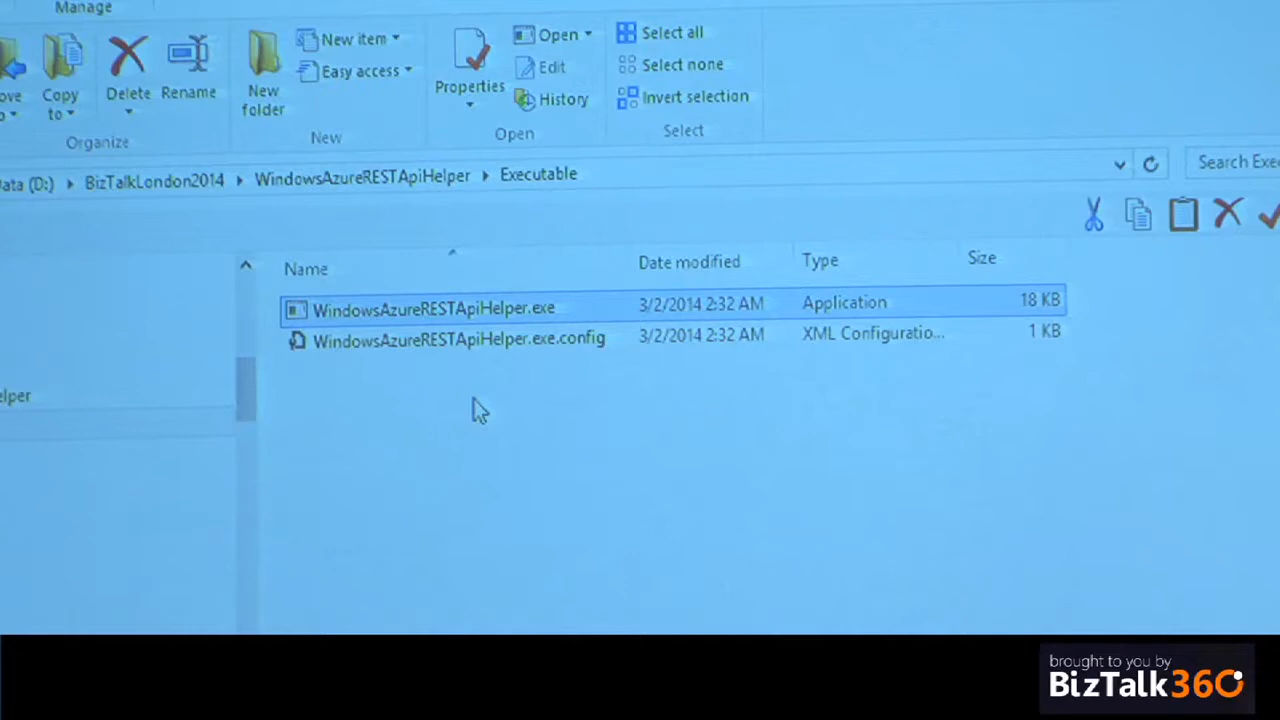 Manage
Copy to
Delete
Rename
New folder
New item
Easy access
Properties
Open
Edit
History
Select all
Select none
Invert selection
Organize
New
Open
Select
(D:) BizTalkLondon2014 WindowsAzureRESTApiHelper Executable
Search
Name Date modified Type Size
WindowsAzureRESTApiHelper.exe 3/2/2014 2:32 AM Application 18 KB
WindowsAzureRESTApiHelper.exe.config 3/2/2014 2:32 AM XML Configuratio... 1 KB
elper
brought to you by
BizTalk360